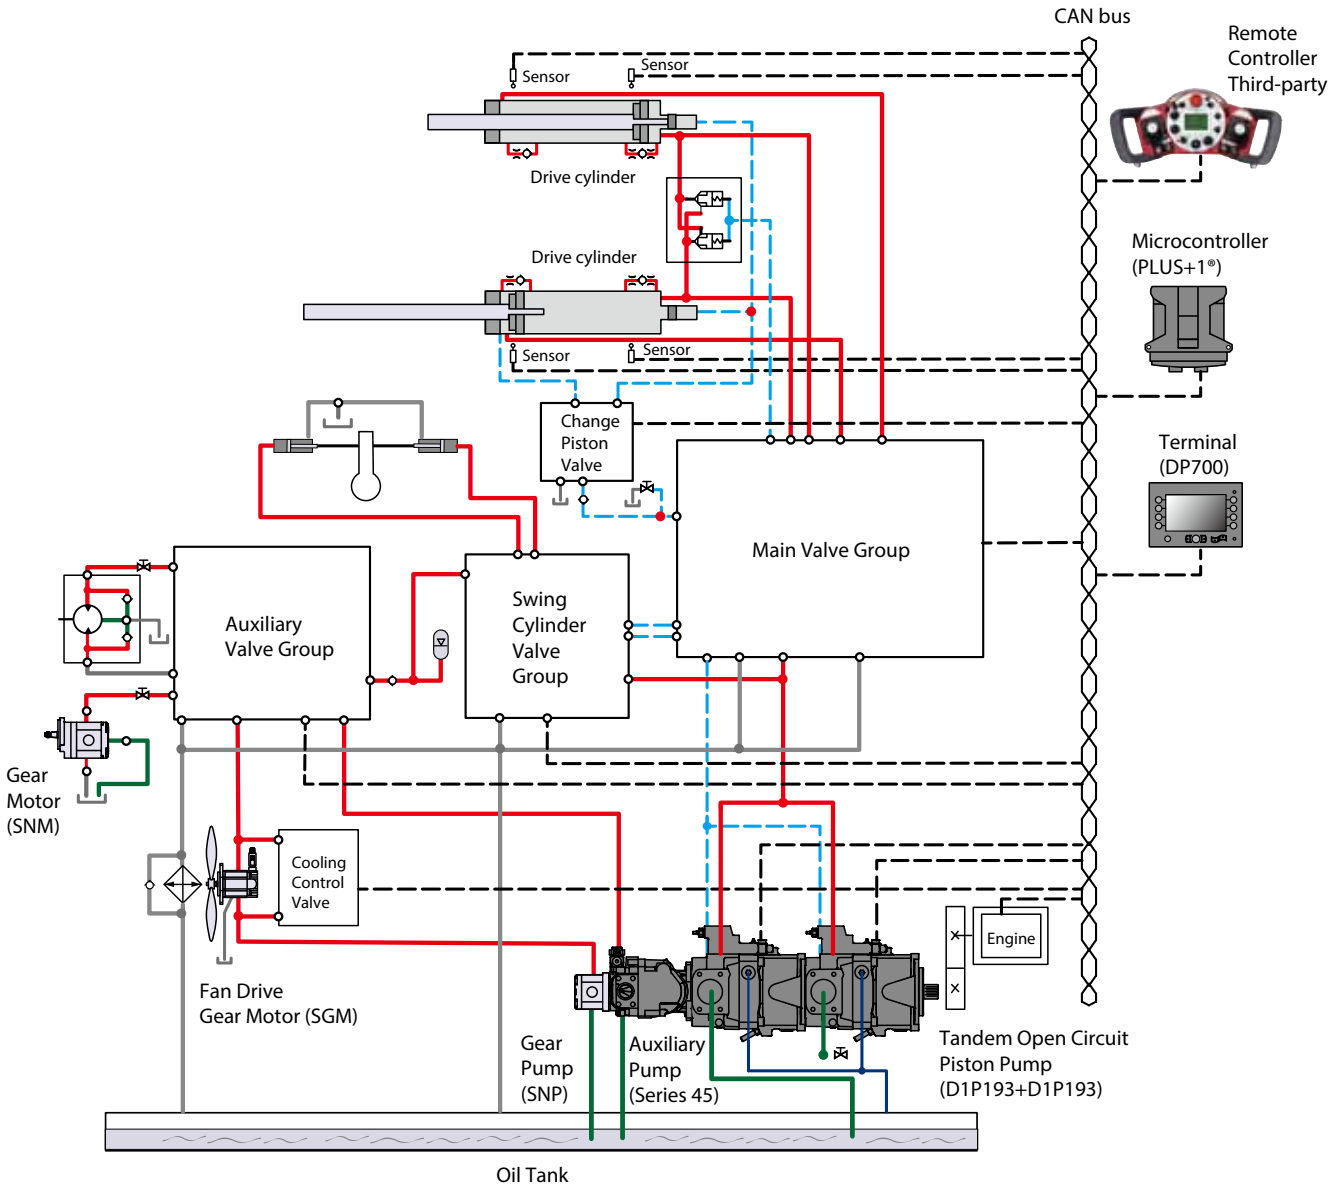 CAN bus
Remote
Controller
Third-party
Sensor
Sensor
Drive cylinder
Drive cylinder
Microcontroller
(PLUS+1®)
Sensor
Sensor
Change
Piston
Valve
Terminal
(DP700)
Main Valve Group
Auxiliary
Valve Group
Swing
Cylinder
Valve
Group
Gear
Motor
(SNM)
Cooling
Control
Valve
Engine
Fan Drive
Gear Motor (SGM)
Gear
Pump
(SNP)
Auxiliary
Pump
(Series 45)
Tandem Open Circuit
Piston Pump
(D1P193+D1P193)
Oil Tank